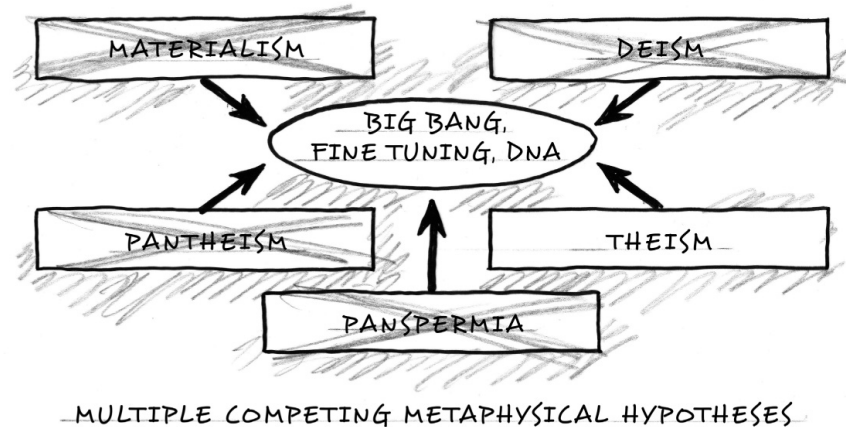 MATERIALISM
DEISM
BIG BANG,
FINE TUNING, DNA
PANTHEISM
THEISM
PANSPERMIA
MULTIPLE COMPETING METAPHYSICAL HYPOTHESES